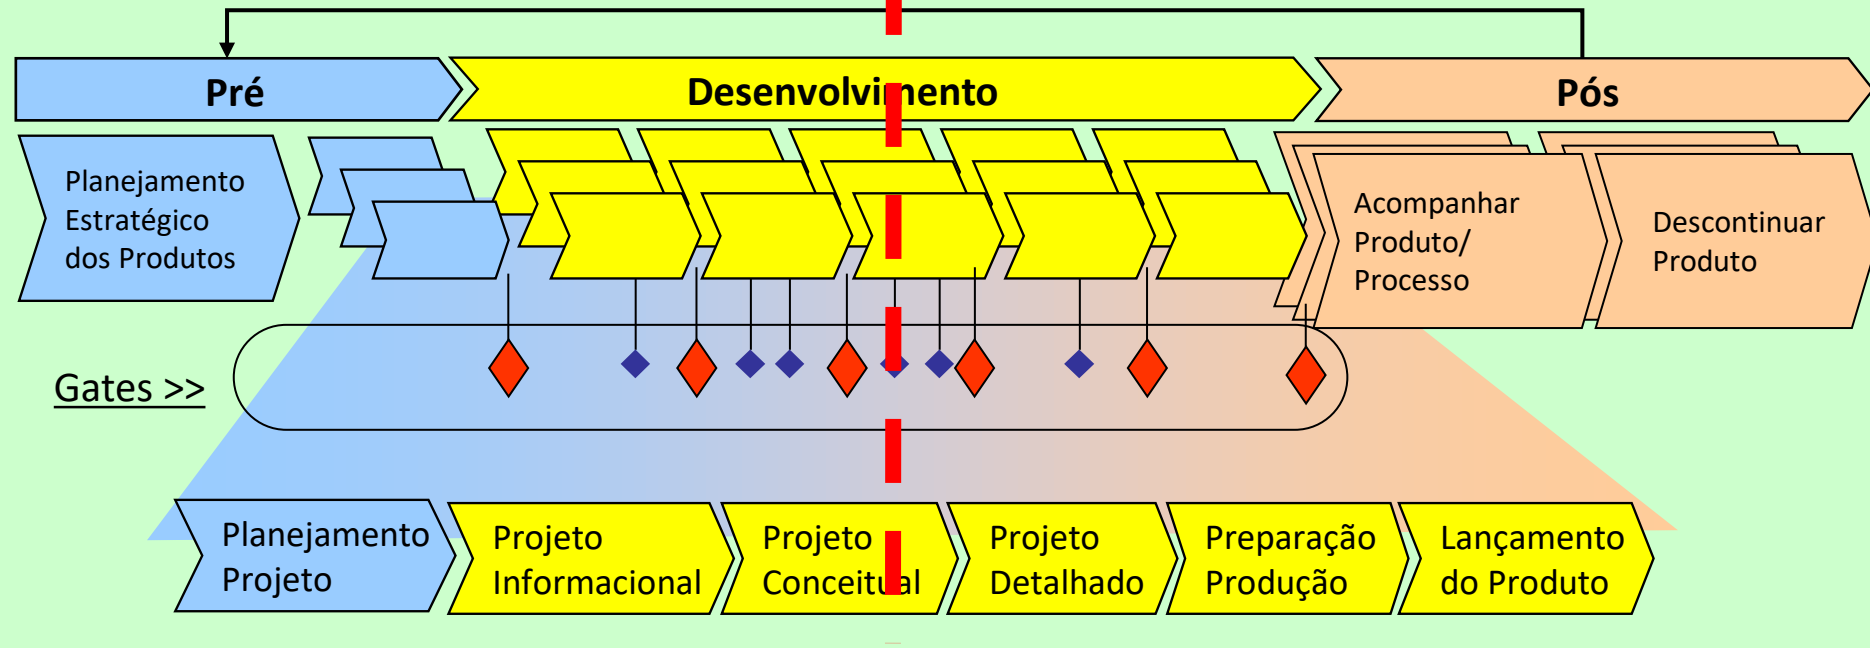 Pré
Desenvolvimento
Pós
Planejamento
Estratégico
dos Produtos
Acompanhar
Produto/
Processo
Descontinuar
Produto
Gates >>
Planejamento
Projeto
Projeto
Informacional
Projeto
Conceitual
Projeto
Detalhado
Preparação
Produção
Lançamento
do Produto